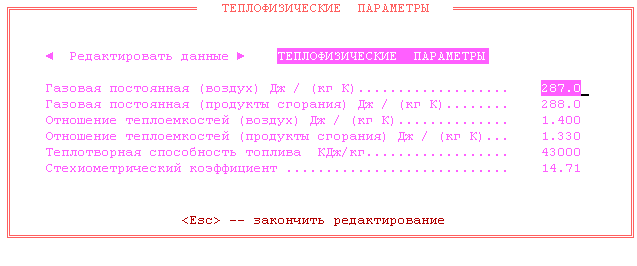 ТЕПЛОФИЗИЧЕСКИЕ ПАРАМЕТРЫ
◄ Редактировать данные ► ТЕПЛОФИЗИЧЕСКИЕ ПАРАМЕТРЫ
Газовая постоянная (воздух) Дж / (кг К)................... 287.0
Газовая постоянная (продукты сгорания) Дж / (кг К)........ 288.0
Отношение теплоемкостей (воздух) Дж / (кг К).............. 1.400
Отношение теплоемкостей (продукты сгорания) Дж / (кг К)... 1.330
Теплотворная способность топлива КДж/кг.................. 43000
Стехиометрический коэффициент ............................ 14.71
<Esc> -- закончить редактирование